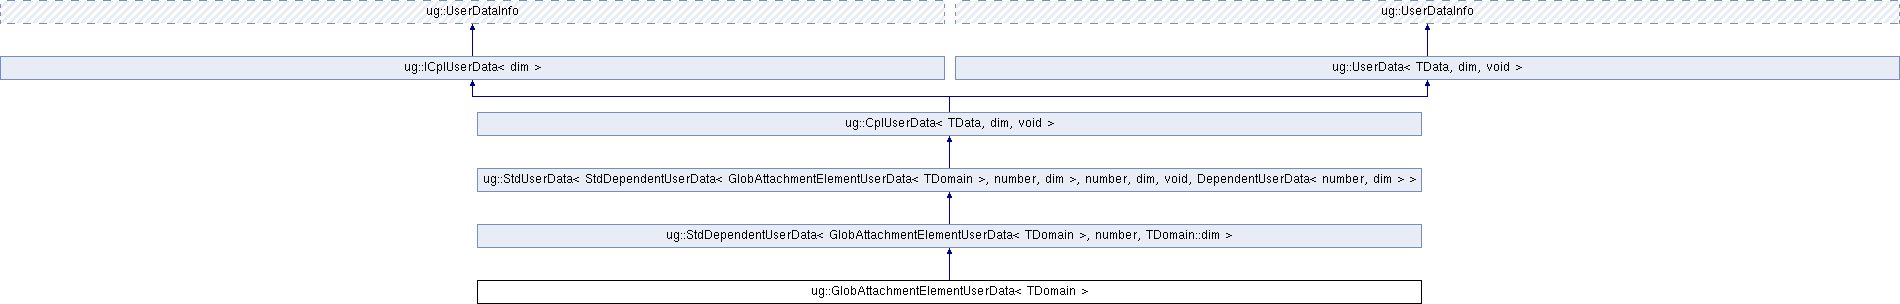 ug::UserDataInfo
ug::UserDataInfo
ug::ICplUserData< dim >
ug::UserData< TData, dim, void >
ug::CplUserData< TData, dim, void >
ug::StdUserData< StdDependentUserData< GlobAttachmentElementUserData< TDomain >, number, dim >, number, dim, void, DependentUserData< number, dim > >
ug::StdDependentUserData< GlobAttachmentElementUserData< TDomain >, number, TDomain::dim >
ug::GlobAttachmentElementUserData< TDomain >